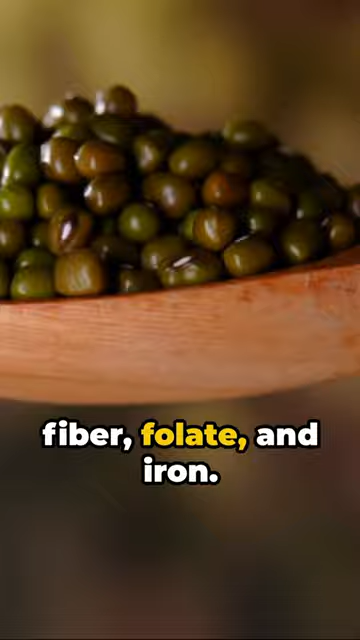 fiber, folate, and
iron.